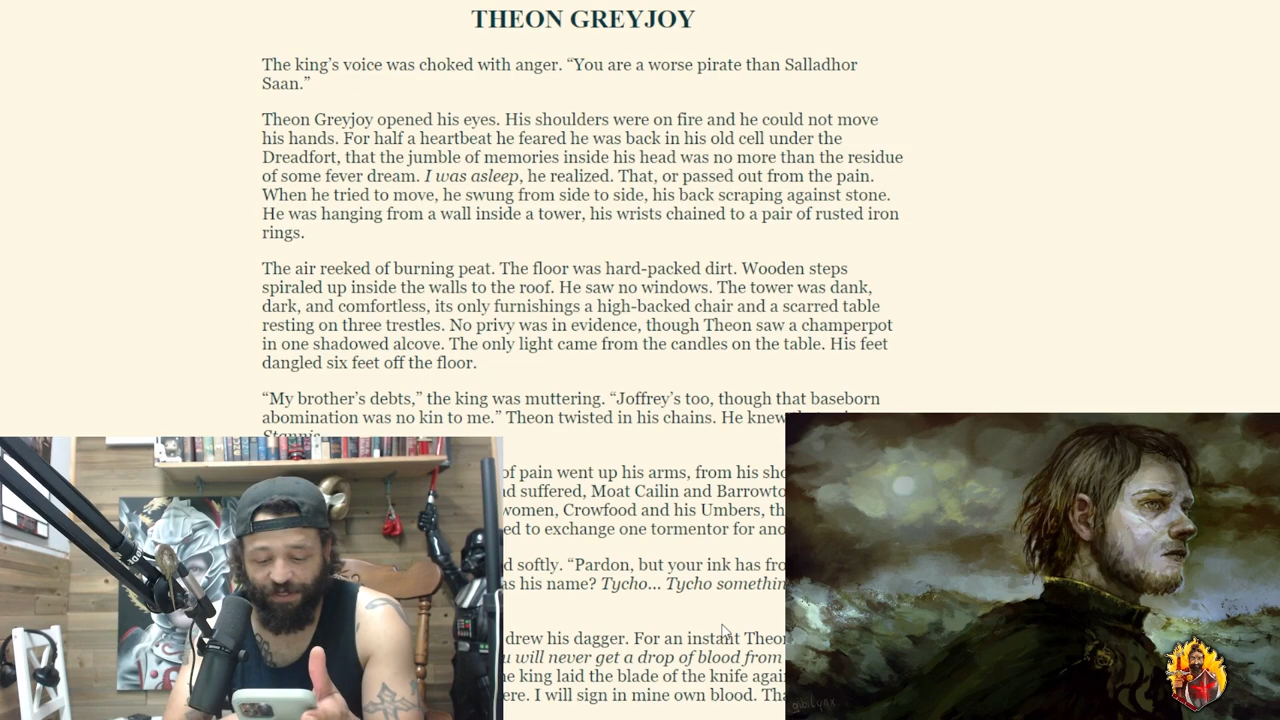 THEON GREYJOY
The king’s voice was choked with anger. “You are a worse pirate than Salladhor
Saan.”
Theon Greyjoy opened his eyes. His shoulders were on fire and he could not move
his hands. For half a heartbeat he feared he was back in his old cell under the
Dreadfort, that the jumble of memories inside his head was no more than the residue
of some fever dream. I was asleep, he realized. That, or passed out from the pain.
When he tried to move, he swung from side to side, his back scraping against stone.
He was hanging from a wall inside a tower, his wrists chained to a pair of rusted iron
rings.
The air reeked of burning peat. The floor was hard-packed dirt. Wooden steps
spiraled up inside the walls to the roof. He saw no windows. The tower was dank,
dark, and comfortless, its only furnishings a high-backed chair and a scarred table
resting on three trestles. No privy was in evidence, though Theon saw a champerpot
in one shadowed alcove. The only light came from the candles on the table. His feet
dangled six feet off the floor.
“My brother’s debts,” the king was muttering. “Joffrey’s too, though that baseborn
abomination was no kin to me.” Theon twisted in his chains. He knew
Stannis
of pain went up his arms, from his sho
d suffered, Moat Cailin and Barrowto
women, Crowfood and his Umbers, th
ed to exchange one tormentor for ano
d softly. “Pardon, but your ink has fro
as his name? Tycho... Tycho somethin
drew his dagger. For an instant Theo
u will never get a drop of blood from
e king laid the blade of the knife agai
ere. I will sign in mine own blood. Tha